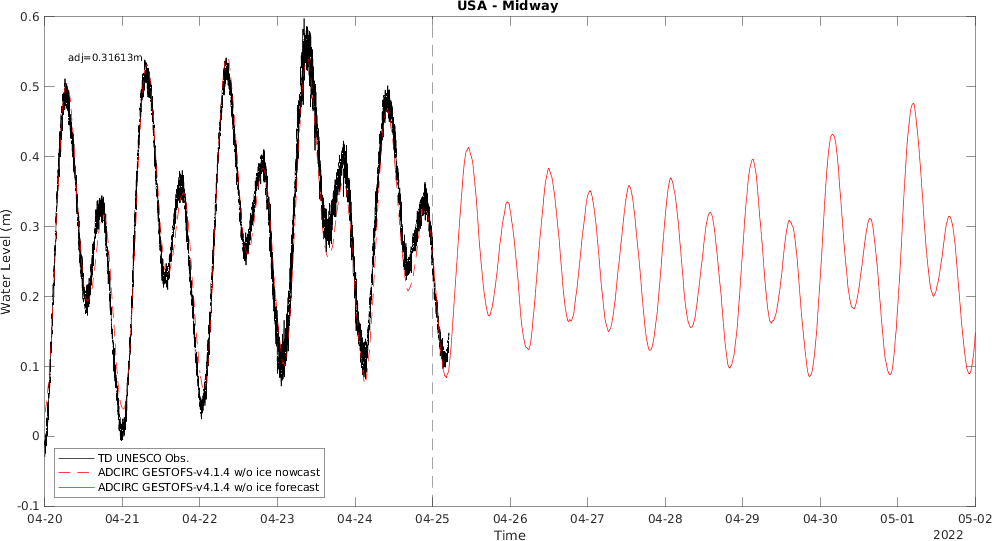 USA - Midway
adj=0.31613m
Water Level (m)
0.6
0.5
0.4
0.3
0.2
0.1
0
-0.1
TD UNESCO Obs.
ADCIRC GESTOFS-v4.1.4 w/o ice nowcast
ADCIRC GESTOFS-v4.1.4 w/o ice forecast
04-20 04-21 04-22 04-23 04-24 04-25 04-26 04-27 04-28 04-29 04-30 05-01 05-02
Time
2022